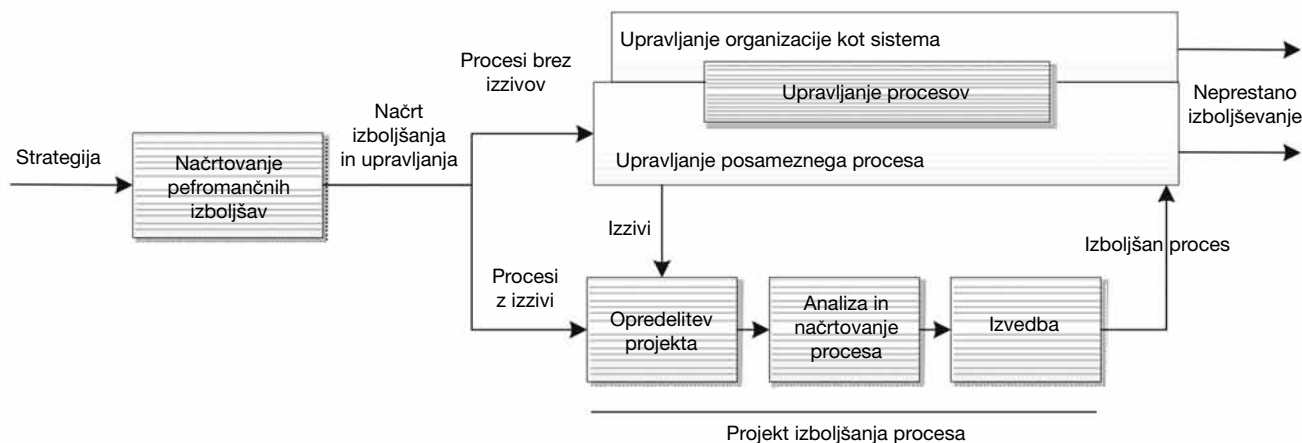 Strategija
Načrtovanje
pefromančnih
izboljšav
Načrt
izboljšanja
in upravljanja
Procesi brez
izzivov
Upravljanje organizacije kot sistema
Upravljanje procesov
Upravljanje posameznega procesa
Neprestano
izboljševanje
Izzivi
Izboljšan proces
Procesi
z izzivi
Opredelitev
projekta
Analiza in
načrtovanje
procesa
Izvedba
Projekt izboljšanja procesa